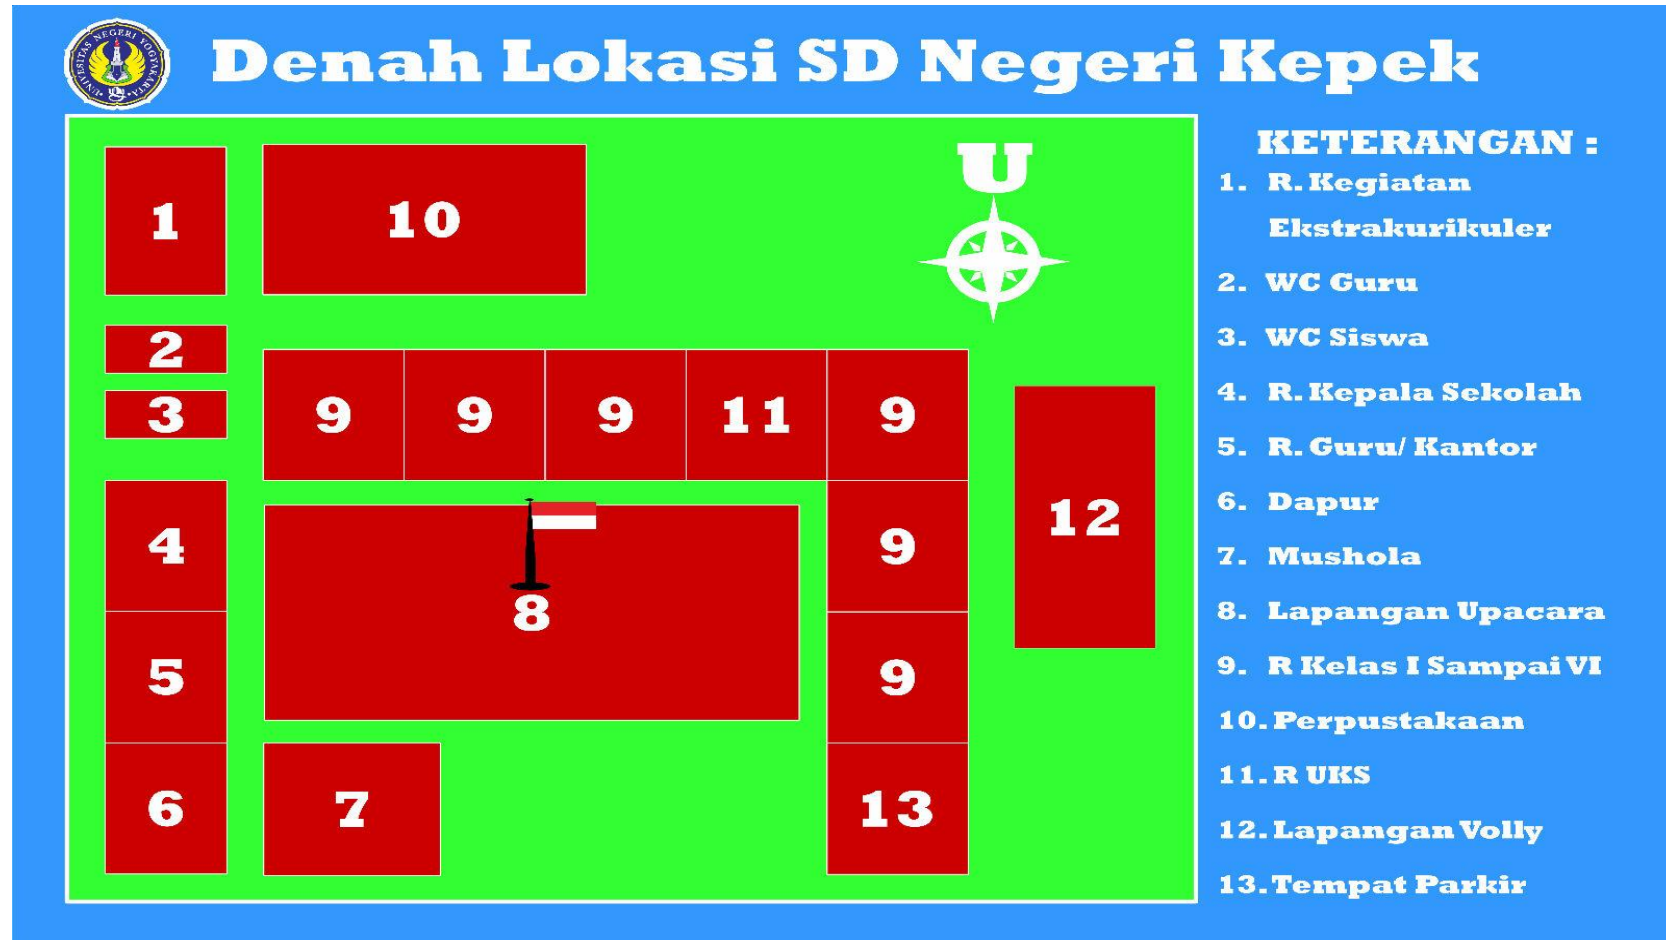 UNIVERSITAS NEGERI YOGYAKARTA
Denah Lokasi SD Negeri Kepek
U
1
10
2
3
9 9 9 11 9
4
8
9
12
5
9
6
7
13
KETERANGAN :
1. R. Kegiatan
Ekstrakurikuler
2. WC Guru
3. WC Siswa
4. R. Kepala Sekolah
5. R. Guru/ Kantor
6. Dapur
7. Mushola
8. Lapangan Upacara
9. R Kelas I Sampai VI
10. Perpustakaan
11. R UKS
12. Lapangan Volly
13. Tempat Parkir